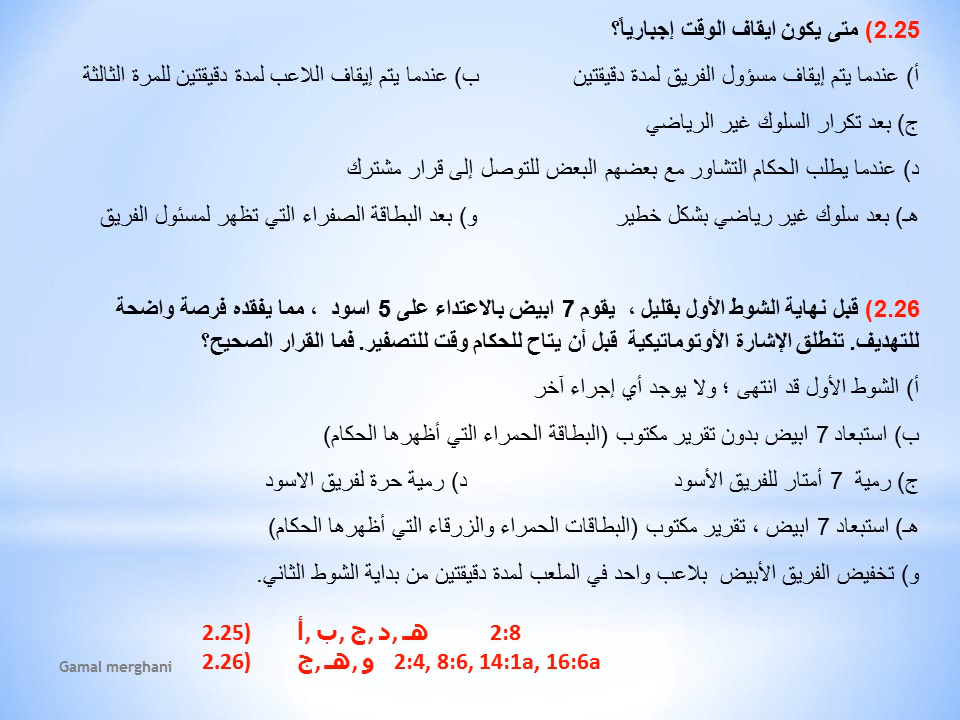 2.25) متى يكون ايقاف الوقت إجبارياً؟
أ) عندما يتم إيقاف مسؤول الفريق لمدة دقيقتين ب) عندما يتم إيقاف اللاعب لمدة دقيقتين للمرة الثالثة
ج) بعد تكرار السلوك غير الرياضي
د) عندما يطلب الحكام التشاور مع بعضهم البعض للتوصل إلى قرار مشترك
هـ) بعد سلوك غير رياضي بشكل خطير و) بعد البطاقة الصفراء التي تظهر لمسئول الفريق
2.26) قبل نهاية الشوط الأول بقليل ، يقوم 7 ابيض بالاعتداء على 5 اسود ، مما يفقده فرصة واضحة
للتهديف. تنطلق الإشارة الأوتوماتيكية قبل أن يتاح للحكام وقت للتصفير. فما القرار الصحيح؟
أ) الشوط الأول قد انتهى ؛ ولا يوجد أي إجراء آخر
ب) استبعاد 7 ابيض بدون تقرير مكتوب (البطاقة الحمراء التي أظهرها الحكام)
ج) رمية 7 أمتار للفريق الأسود د) رمية حرة لفريق الاسود
هـ) استبعاد 7 ابيض ، تقرير مكتوب (البطاقات الحمراء والزرقاء التي أظهرها الحكام)
و) تخفيض الفريق الأبيض بلاعب واحد في الملعب لمدة دقيقتين من بداية الشوط الثاني.
2.25) أ, ب, ج, د, هـ 2:8
2.26) ج, هـ, و 2:4, 8:6, 14:1a, 16:6a
Gamal merghani